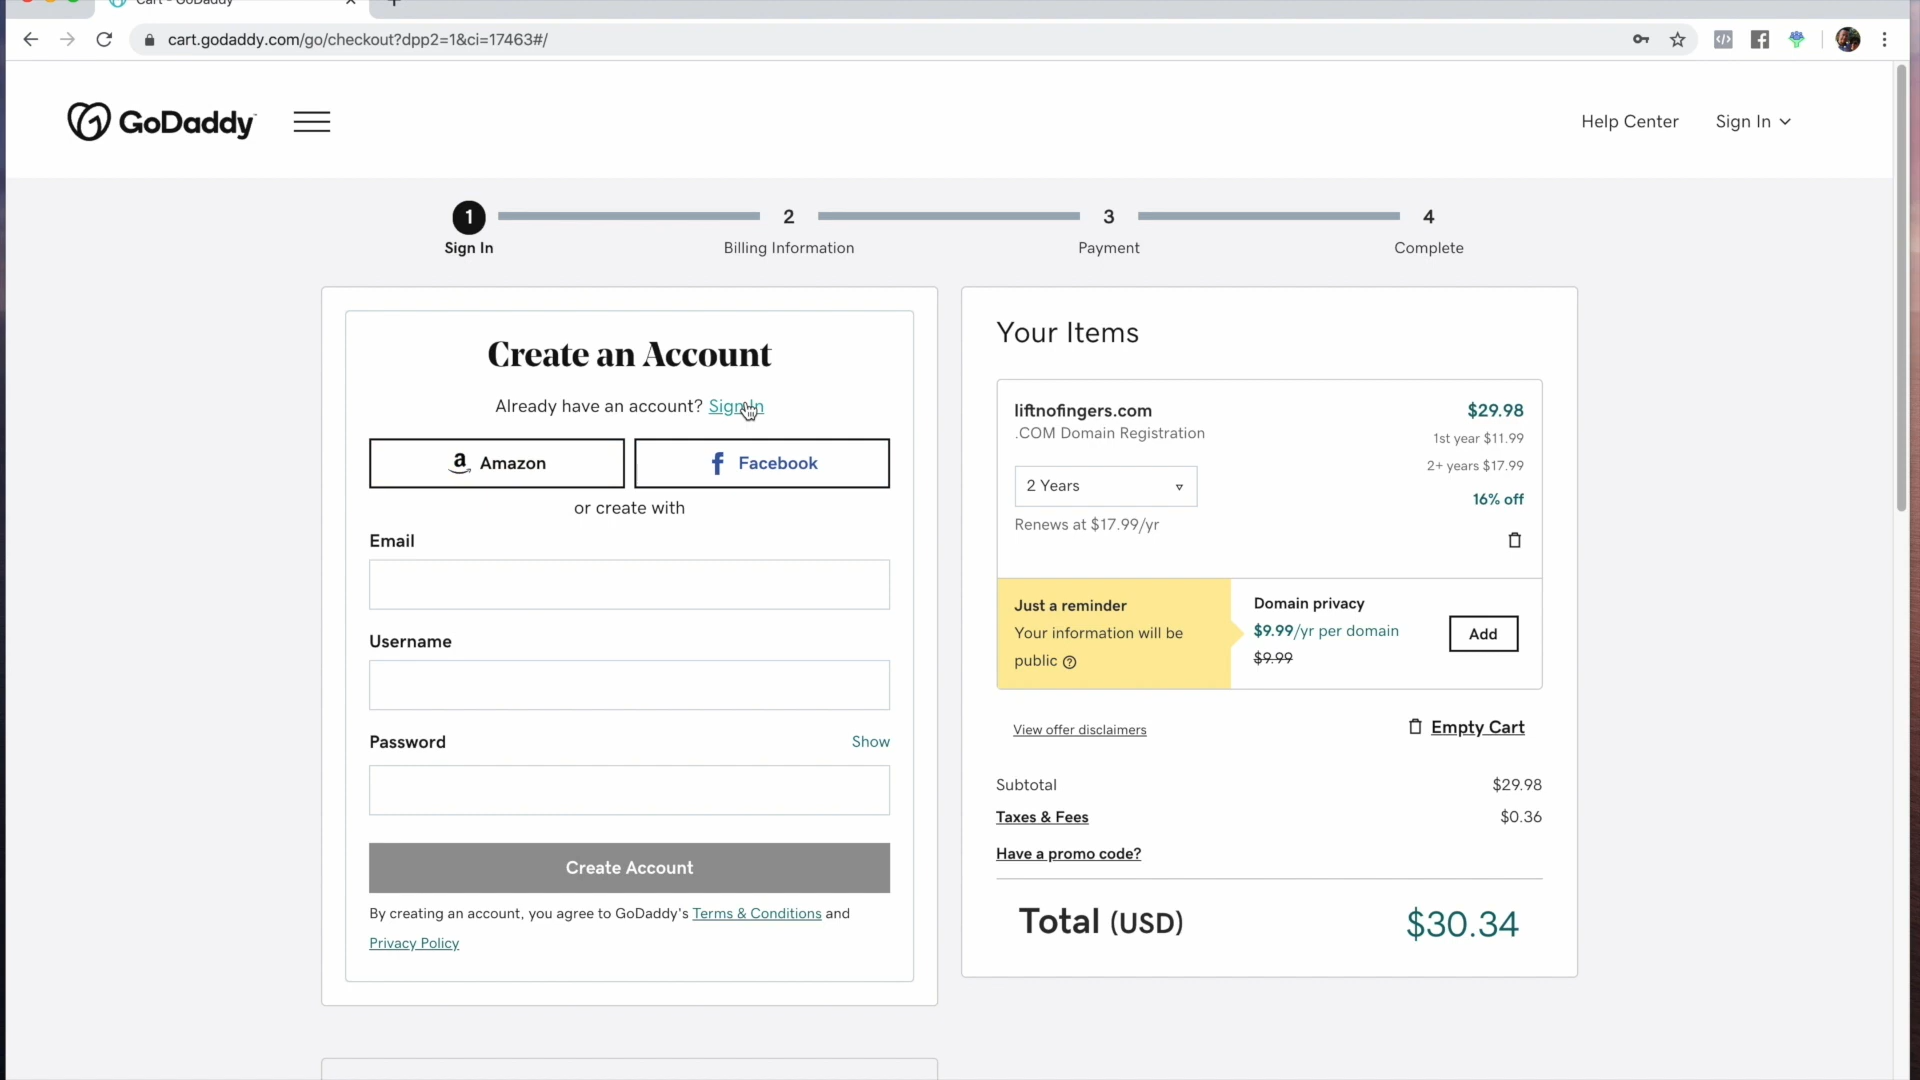 Cart - GoDaddy
cart.godaddy.com/go/checkout?dpp2=1&ci=17463#/
GoDaddy
Help Center
Sign In
1
2
3
4
Sign In
Billing Information
Payment
Complete
Create an Account
Already have an account? Sign In
Amazon
Facebook
or create with
Email
Username
Password
Show
Create Account
By creating an account, you agree to GoDaddy's Terms & Conditions and
Privacy Policy
Your Items
liftnofingers.com
$29.98
.COM Domain Registration
1st year $11.99
2+ years $17.99
2 Years
16% off
Renews at $17.99/yr
Just a reminder
Your information will be
public
Domain privacy
$9.99/yr per domain
$9.99
Add
View offer disclaimers
Empty Cart
Subtotal
$29.98
Taxes & Fees
$0.36
Have a promo code?
Total (USD)
$30.34